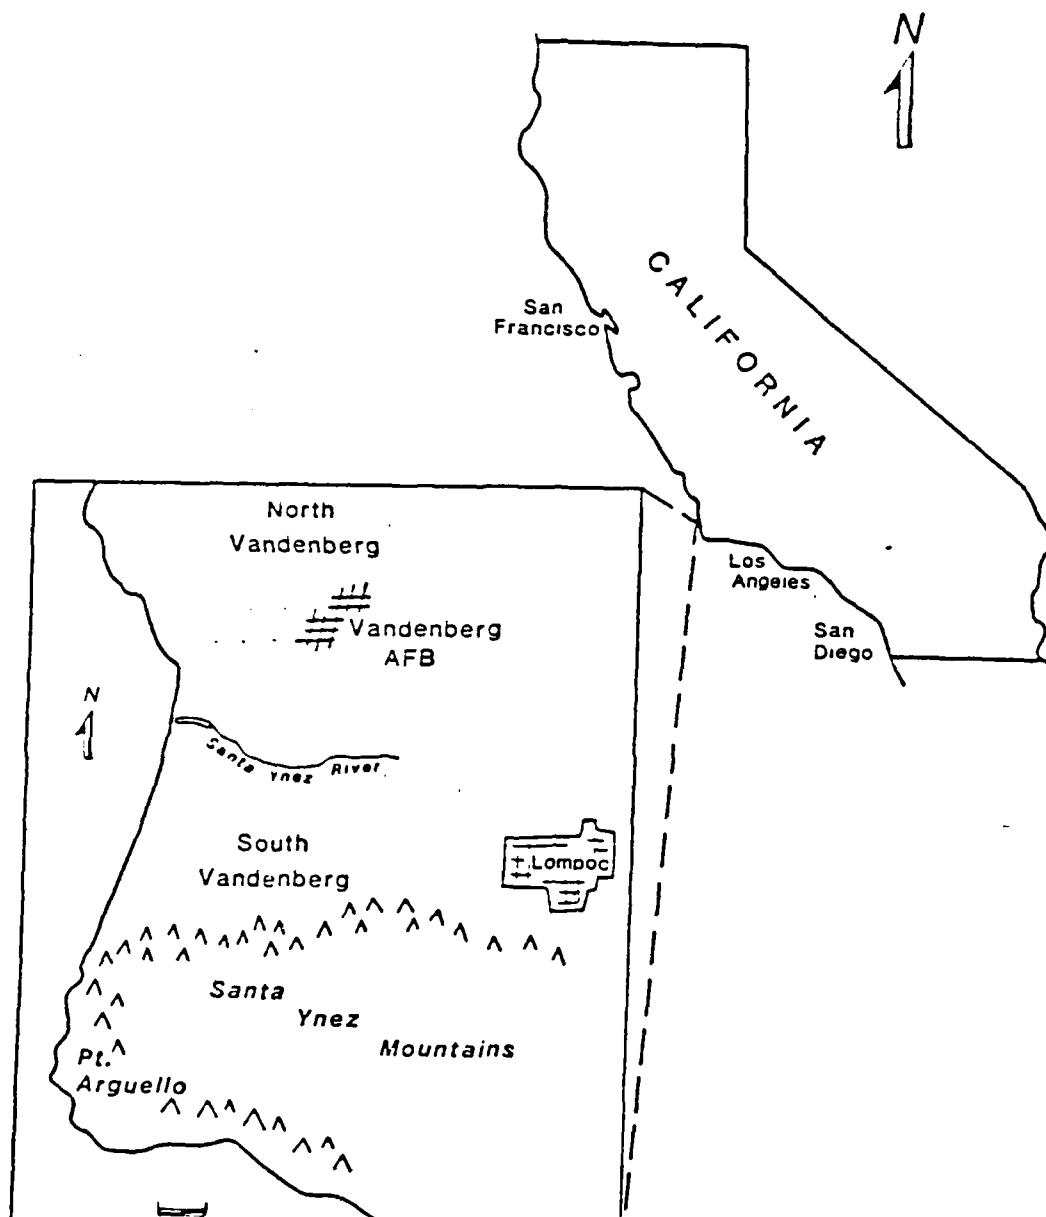 N
CALIFORNIA
San
Francisco
Los
Angeles
San
Diego
North
Vandenberg
Vandenberg
AFB
N
Santa Ynez River
South
Vandenberg
Lompoc
Santa
Ynez
Mountains
Pt.
Arguello